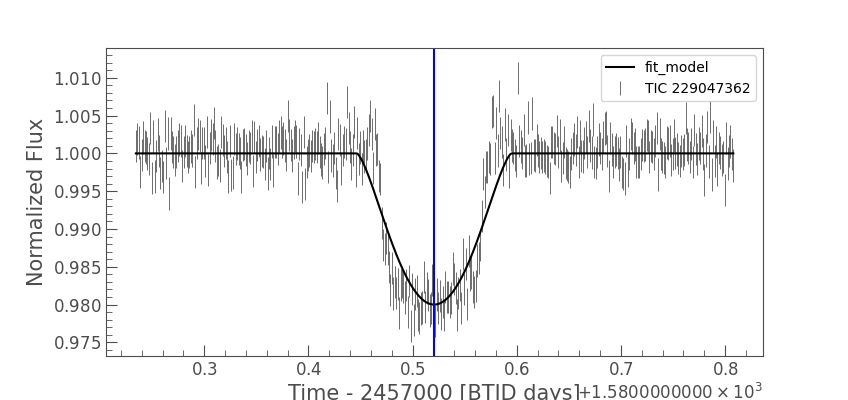 fit_model
TIC 229047362
Normalized Flux
1.010
1.005
1.000
0.995
0.990
0.985
0.980
0.975
0.3 0.4 0.5 0.6 0.7 0.8
Time - 2457000 [BTJD days]
+1.5800000000 × 10³